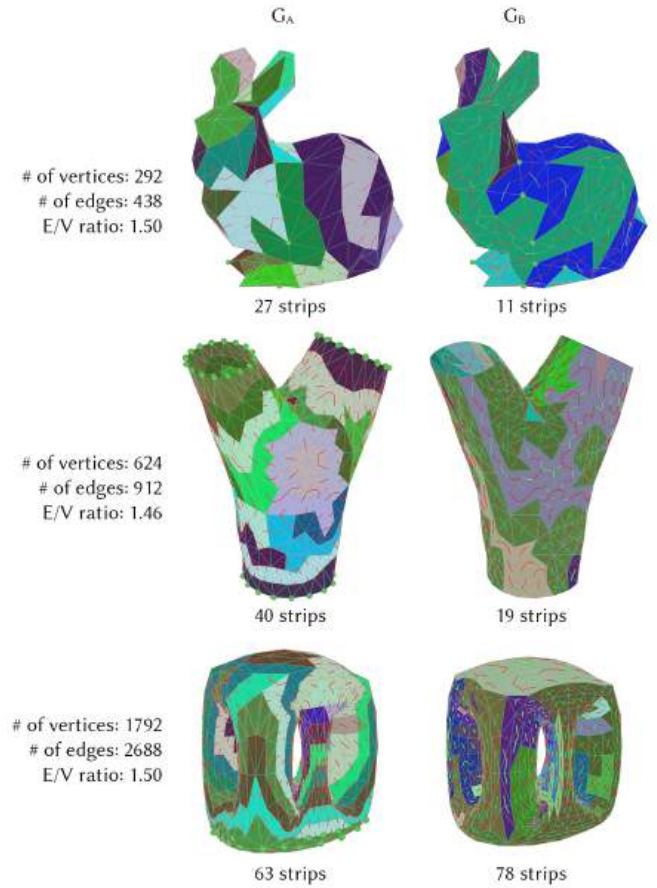 G_A G_B
# of vertices: 292
# of edges: 438
E/V ratio: 1.50
27 strips 11 strips
# of vertices: 624
# of edges: 912
E/V ratio: 1.46
40 strips 19 strips
# of vertices: 1792
# of edges: 2688
E/V ratio: 1.50
63 strips 78 strips